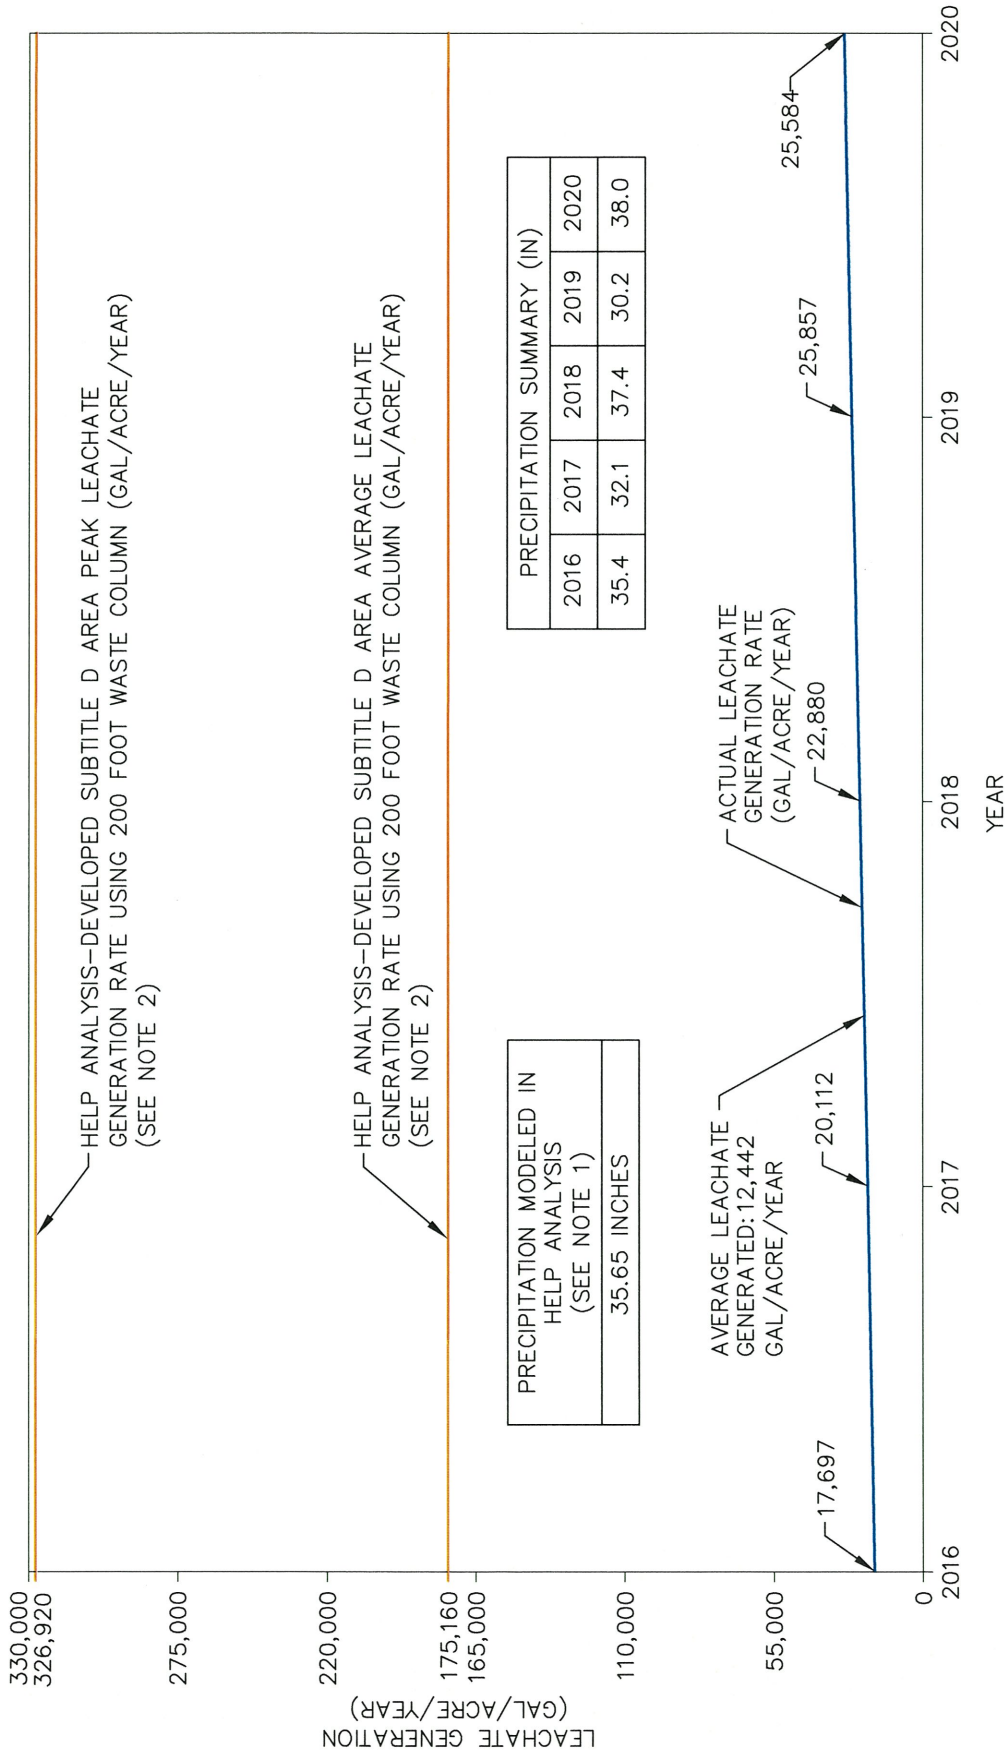 LEACHATE GENERATION
(GAL/ACRE/YEAR)
330,000
326,920
275,000
220,000
175,160
165,000
110,000
55,000
0
HELP ANALYSIS-DEVELOPED SUBTITLE D AREA PEAK LEACHATE
GENERATION RATE USING 200 FOOT WASTE COLUMN (GAL/ACRE/YEAR)
(SEE NOTE 2)
HELP ANALYSIS-DEVELOPED SUBTITLE D AREA AVERAGE LEACHATE
GENERATION RATE USING 200 FOOT WASTE COLUMN (GAL/ACRE/YEAR)
(SEE NOTE 2)
PRECIPITATION MODELED IN
HELP ANALYSIS
(SEE NOTE 1)
35.65 INCHES
PRECIPITATION SUMMARY (IN)
2016 2017 2018 2019 2020
35.4 32.1 37.4 30.2 38.0
AVERAGE LEACHATE
GENERATED:12,442
GAL/ACRE/YEAR
ACTUAL LEACHATE
GENERATION RATE
(GAL/ACRE/YEAR)
17,697
20,112
22,880
25,857
25,584
2016
2017
2018
2019
2020
YEAR